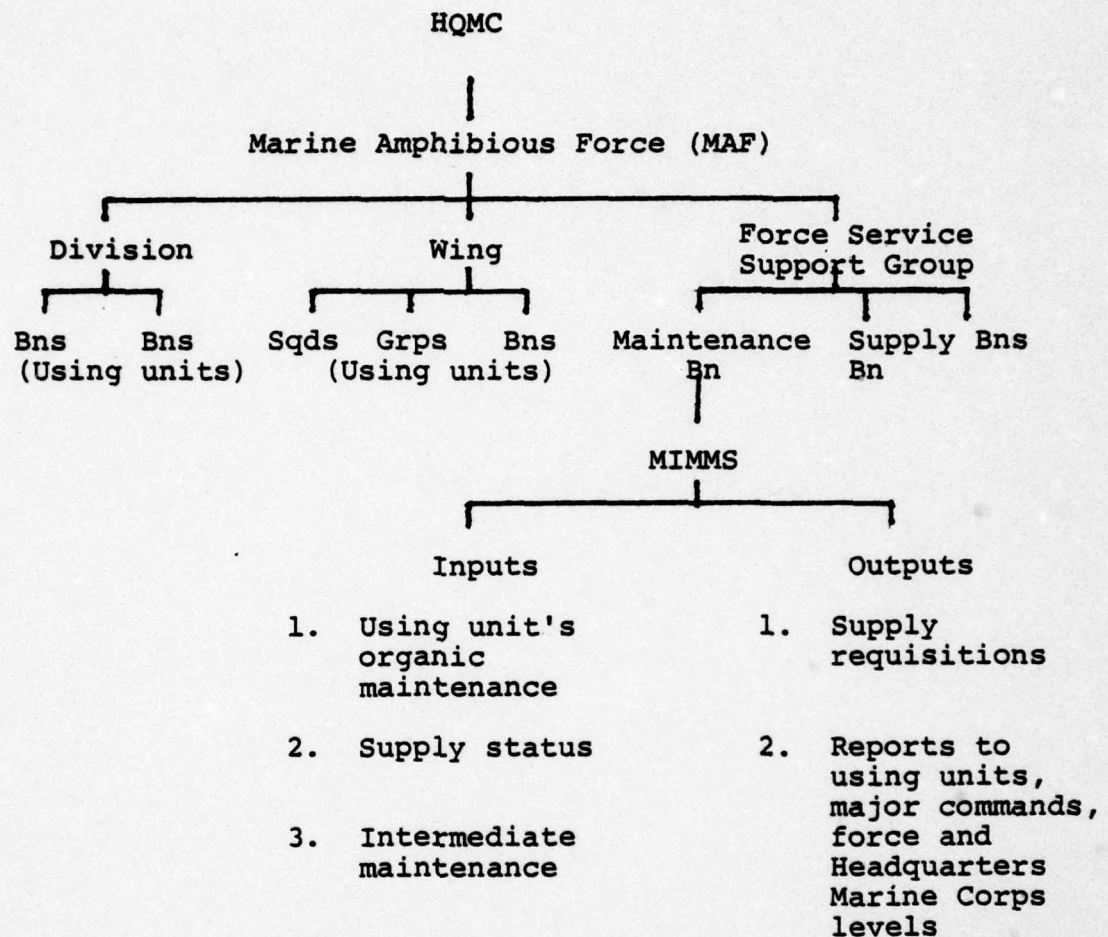 HQMC
Marine Amphibious Force (MAF)
Division
Wing
Force Service
Support Group
Bns Bns
(Using units)
Sqds Grps Bns
(Using units)
Maintenance
Bn
Supply
Bn
Bns
MIMMS
Inputs
1. Using unit's
organic
maintenance
2. Supply status
3. Intermediate
maintenance
Outputs
1. Supply
requisitions
2. Reports to
using units,
major commands,
force and
Headquarters
Marine Corps
levels